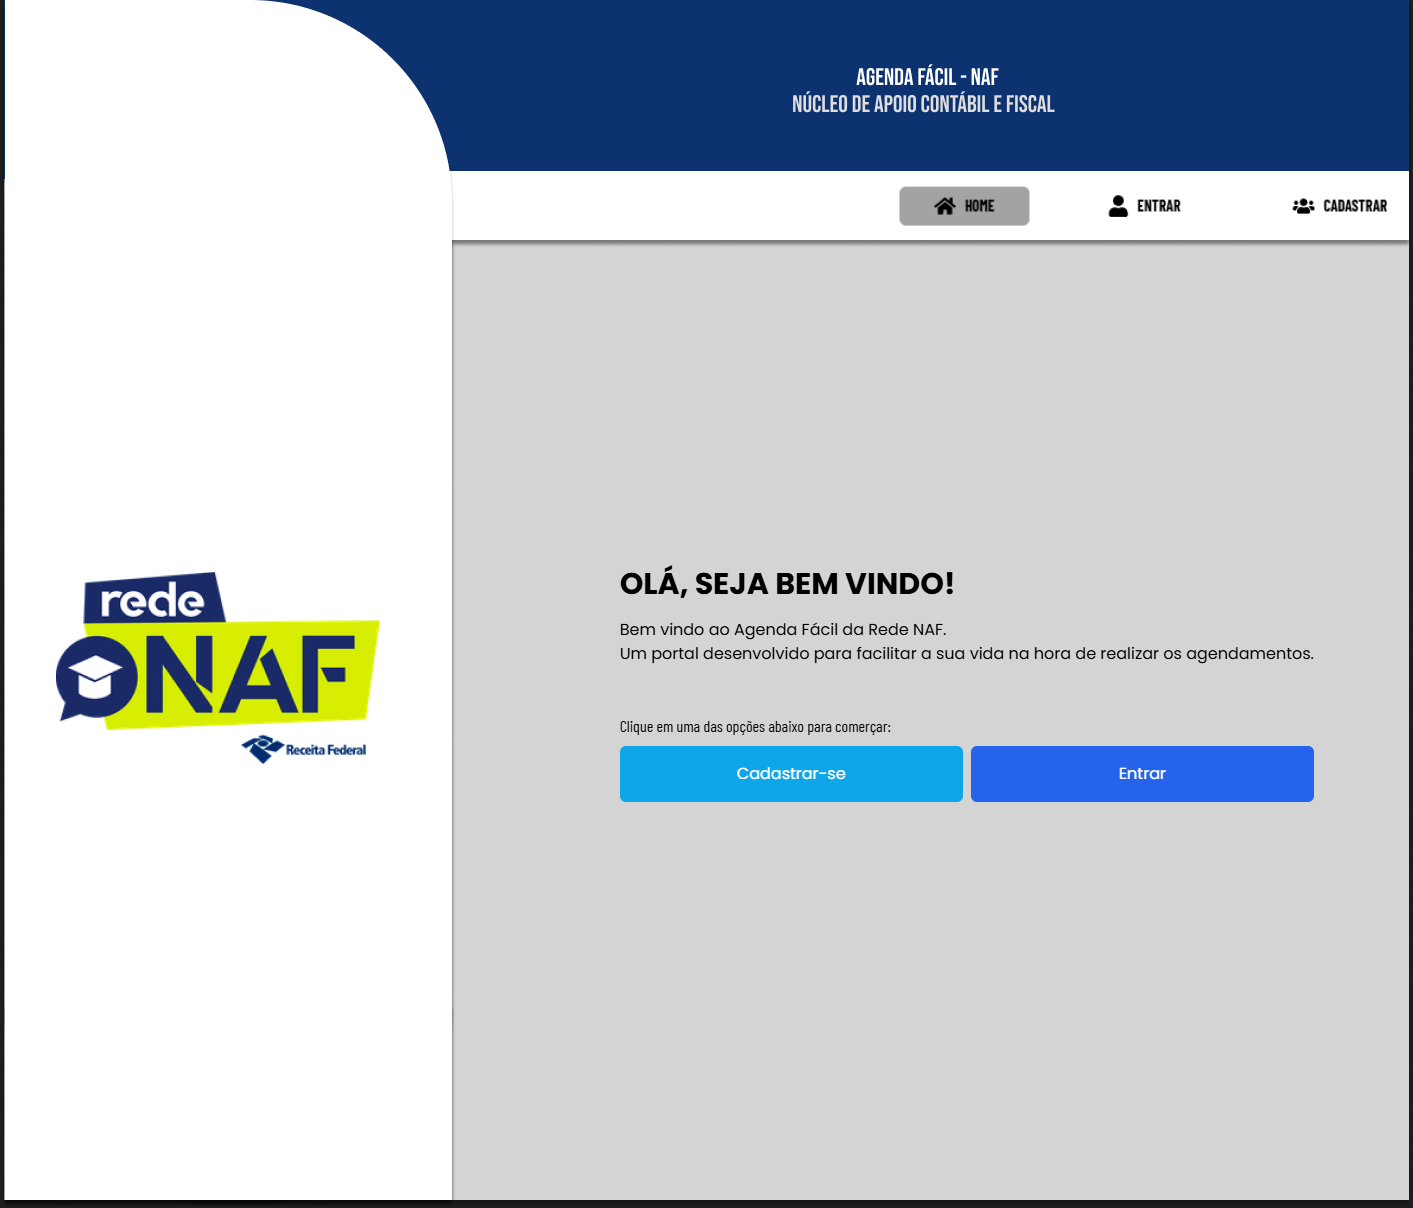 AGENDA FÁCIL - NAF
NÚCLEO DE APOIO CONTÁBIL E FISCAL
HOME
ENTRAR
CADASTRAR
rede
NAF
Receita Federal
OLÁ, SEJA BEM VINDO!
Bem vindo ao Agenda Fácil da Rede NAF.
Um portal desenvolvido para facilitar a sua vida na hora de realizar os agendamentos.
Clique em uma das opções abaixo para comerçar:
Cadastrar-se
Entrar